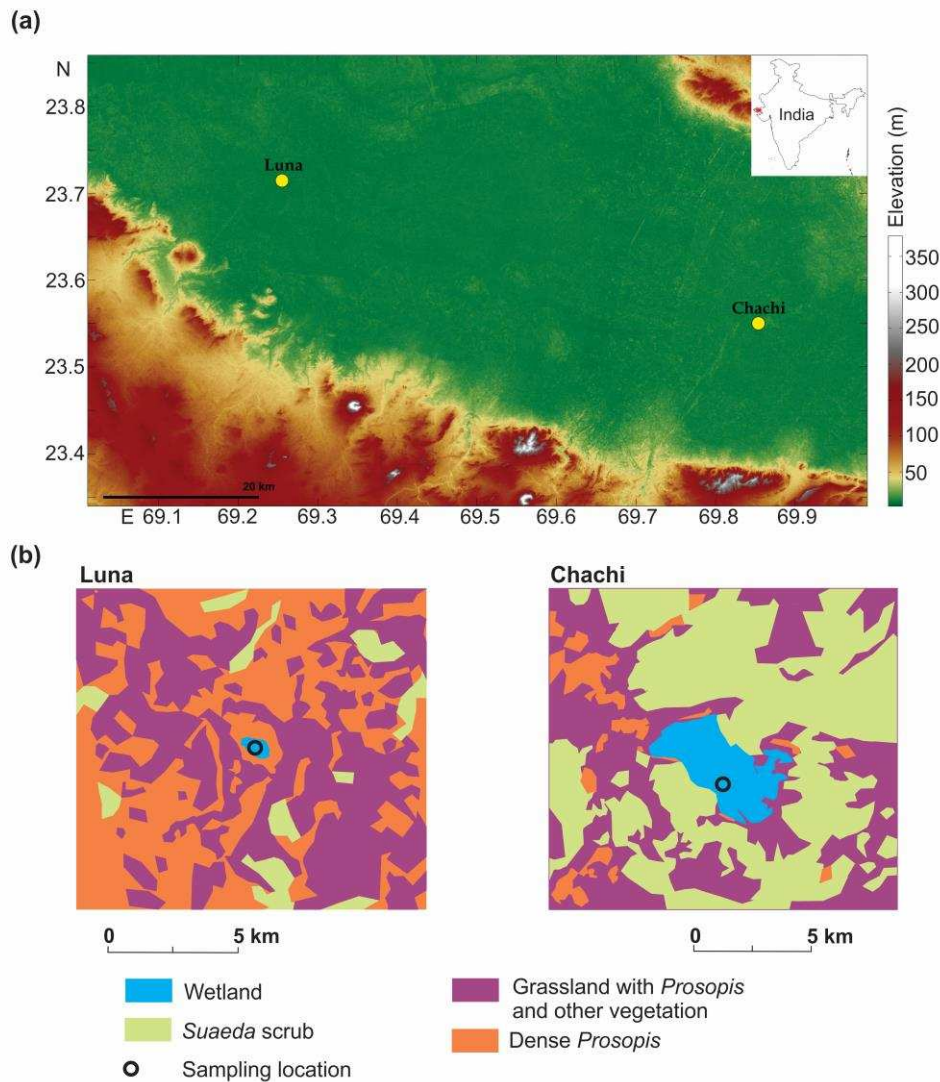 (a)
N
23.8
23.7
23.6
23.5
23.4
Luna
Chachi
India
Elevation (m)
350
300
250
200
150
100
50
20 km
E 69.1 69.2 69.3 69.4 69.5 69.6 69.7 69.8 69.9
(b)
Luna
Chachi
0 5 km
0 5 km
Wetland
Suaeda scrub
Sampling location
Grassland with Prosopis
and other vegetation
Dense Prosopis